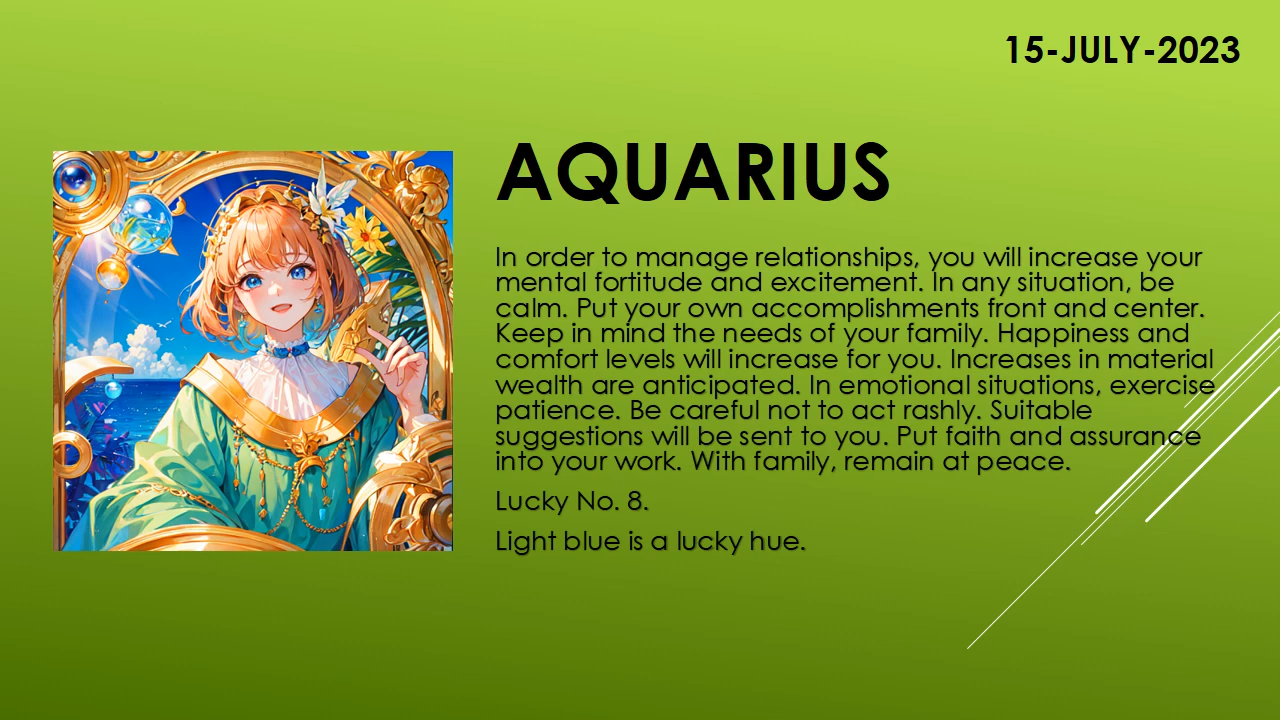 15-JULY-2023
AQUARIUS
In order to manage relationships, you will increase your
mental fortitude and excitement. In any situation, be
calm. Put your own accomplishments front and center.
Keep in mind the needs of your family. Happiness and
comfort levels will increase for you. Increases in material
wealth are anticipated. In emotional situations, exercise
patience. Be careful not to act rashly. Suitable
suggestions will be sent to you. Put faith and assurance
into your work. With family, remain at peace.
Lucky No. 8.
Light blue is a lucky hue.